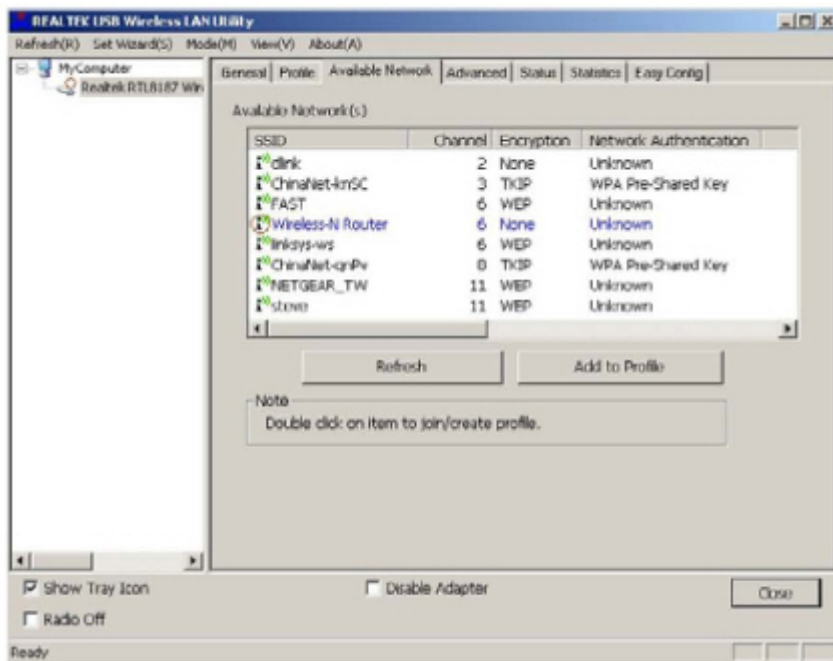 REALTEK USB Wireless LAN Utility
Refresh(R) Set Wizard(S) Mode(M) View(V) About(A)
MyComputer
Realtek RTL8187 Wir
General Profile Available Network Advanced Status Statistics Easy Config
Available Network(s)
SSID Channel Encryption Network Authentication
dlink 2 None Unknown
ChinaNet-knSC 3 TKIP WPA Pre-Shared Key
FAST 6 WEP Unknown
Wireless-N Router 6 None Unknown
linksys-ws 6 WEP Unknown
ChinaNet-qnPv 8 TKIP WPA Pre-Shared Key
NETGEAR_TW 11 WEP Unknown
steve 11 WEP Unknown
Refresh Add to Profile
Note
Double click on item to join/create profile.
Show Tray Icon Disable Adapter Close
Radio Off
Ready